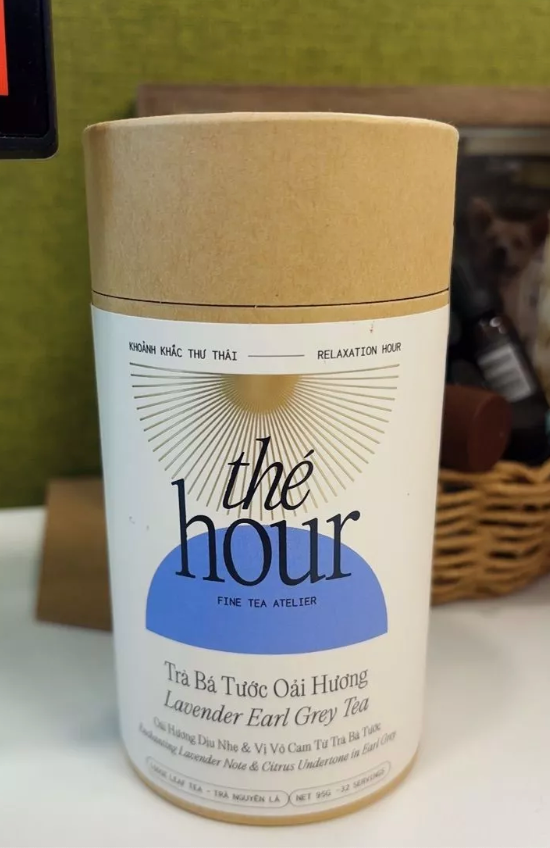 KHOẢNH KHẮC THƯ THÁI RELAXATION HOUR
thé
hour
FINE TEA ATELIER
Trà Bá Tước Oải Hương
Lavender Earl Grey Tea
Oải Hương Dịu Nhẹ & Vị Vỏ Cam Từ Trà Bá Tước
Enchanting Lavender Note & Citrus Undertone in Earl Grey
LOOSE LEAF TEA - TRÀ NGUYÊN LÁ NET 95G - 32 SERVINGS